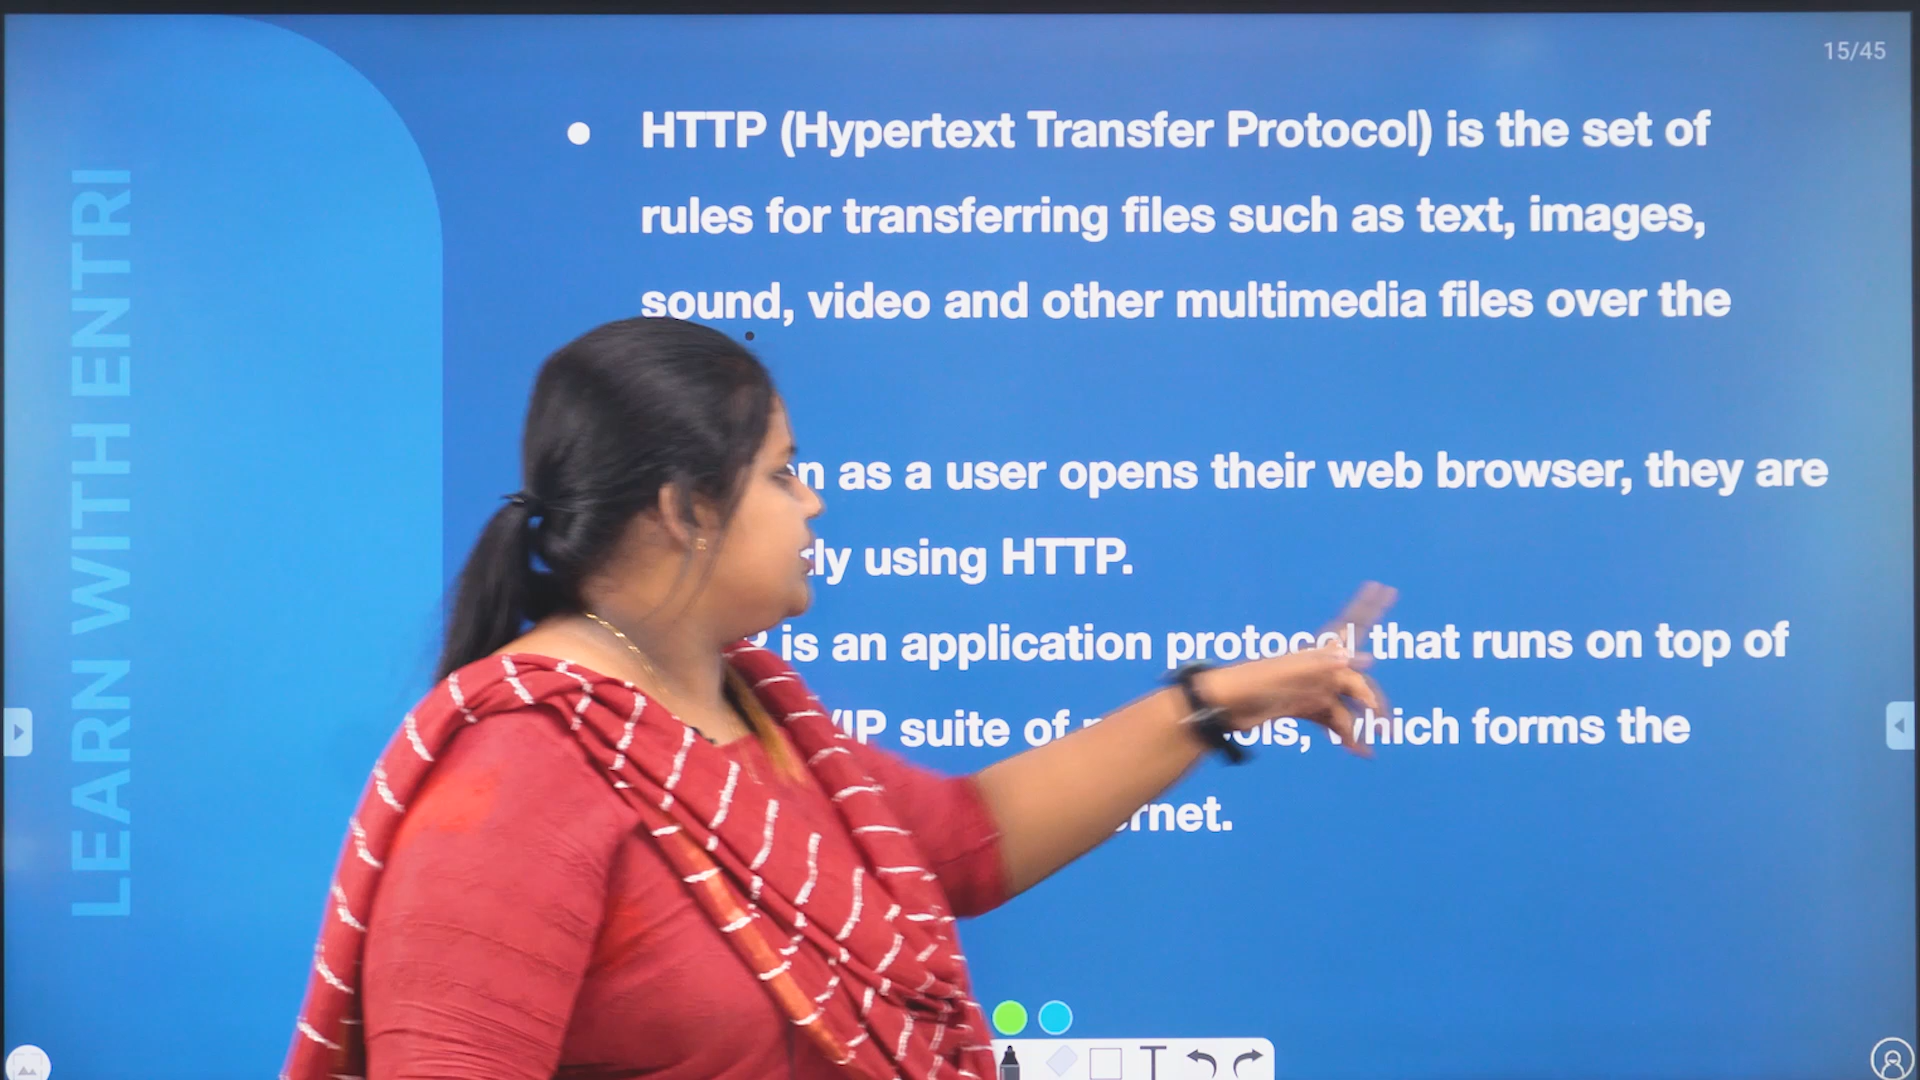 15/45
HTTP (Hypertext Transfer Protocol) is the set of
rules for transferring files such as text, images,
sound, video and other multimedia files over the
as a user opens their web browser, they are
using HTTP.
is an application protocol that runs on top of
/IP suite of which forms the
LEARN WITH ENTRI